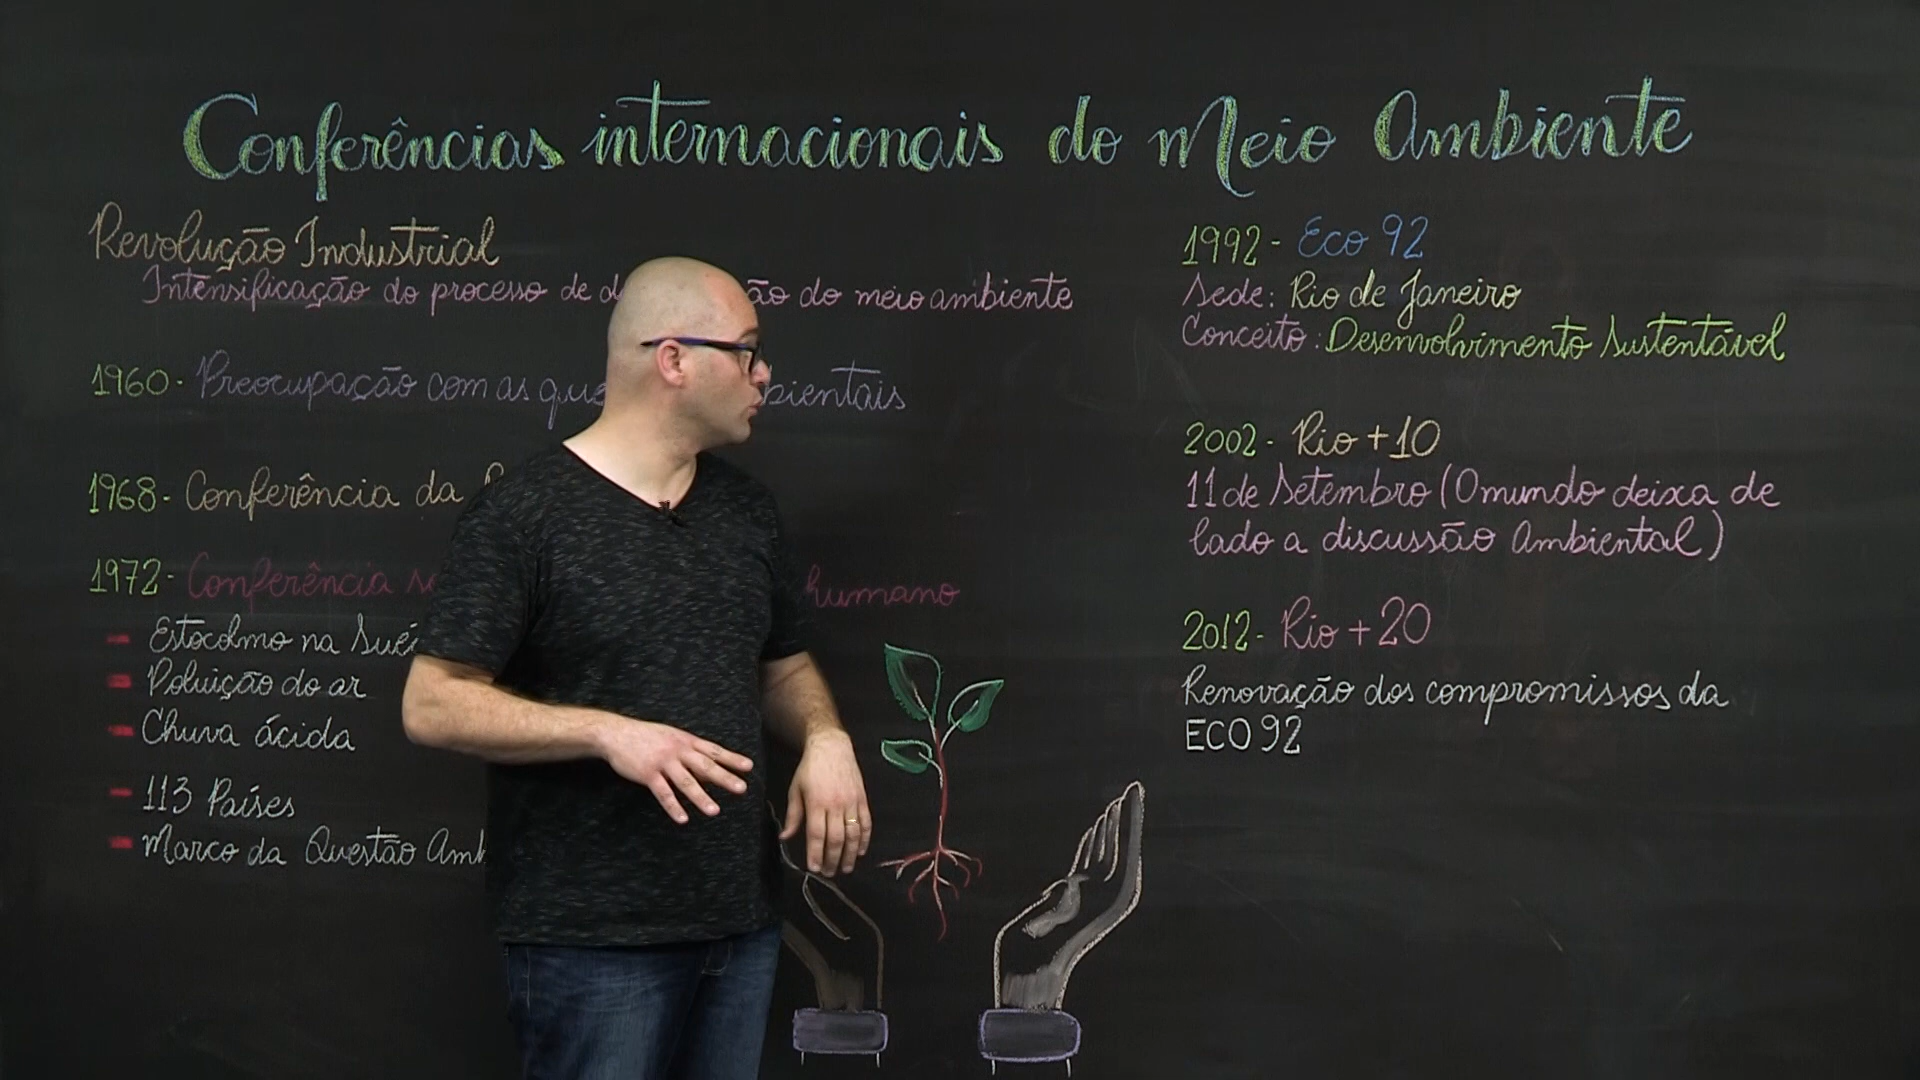 Conferências internacionais do Meio Ambiente
Revolução Industrial
Intensificação do processo de do meio ambiente
1960 - Preocupação com as
1968 - Conferência da
1972 - Conferência humano
- Estocolmo na
- Poluição do ar
- Chuva ácida
- 113 Países
- Marco da Questão
1992 - Eco 92
Sede: Rio de Janeiro
Conceito: Desenvolvimento Sustentável
2002 - Rio +10
11 de Setembro (O mundo deixa de
lado a discussão Ambiental)
2012 - Rio +20
Renovação dos compromissos da
ECO 92